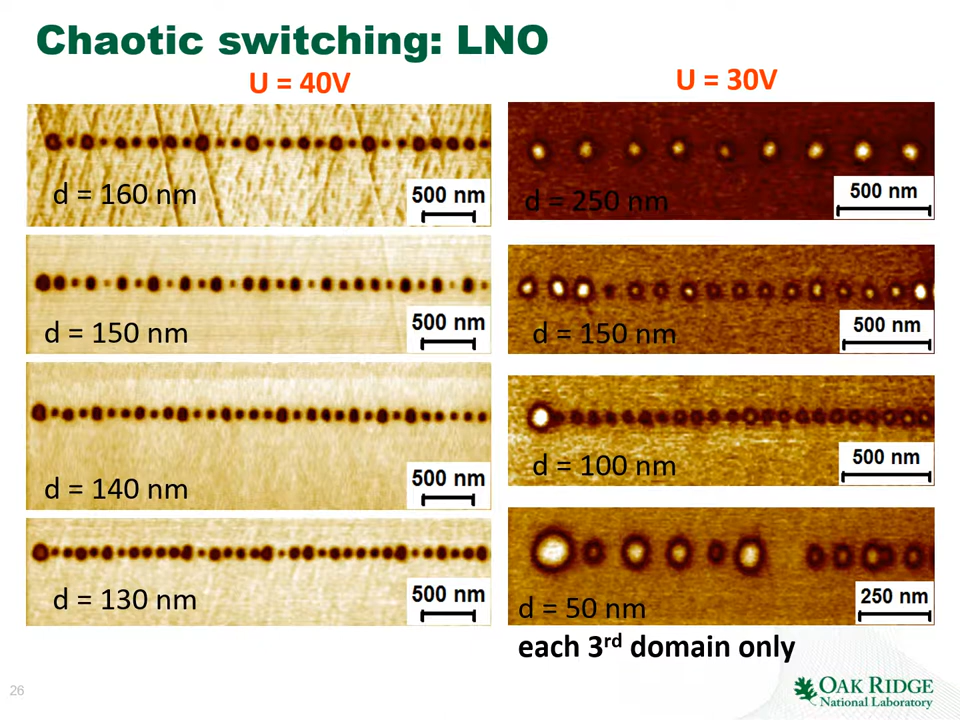 Chaotic switching: LNO
U = 40V
U = 30V
d = 160 nm
500 nm
d = 250 nm
500 nm
d = 150 nm
500 nm
d = 150 nm
500 nm
d = 140 nm
500 nm
d = 100 nm
500 nm
d = 130 nm
500 nm
d = 50 nm
250 nm
each 3rd domain only
26
OAK RIDGE
National Laboratory